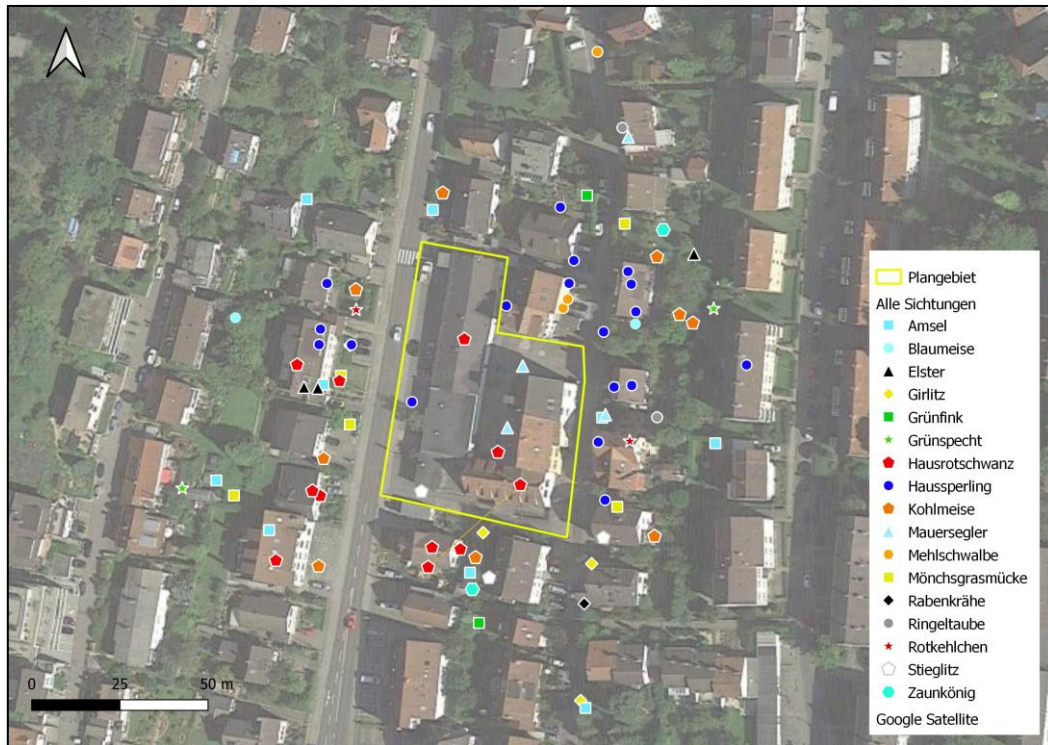 Plangebiet
Alle Sichtungen
Amsel
Blaumeise
Elster
Girlitz
Grünfink
Grünspecht
Hausrotschwanz
Haussperling
Kohlmeise
Mauersegler
Mehlschwalbe
Mönchsgrasmücke
Rabenkrähe
Ringeltaube
Rotkehlchen
Stieglitz
Zaunkönig
Google Satellite
0 25 50 m